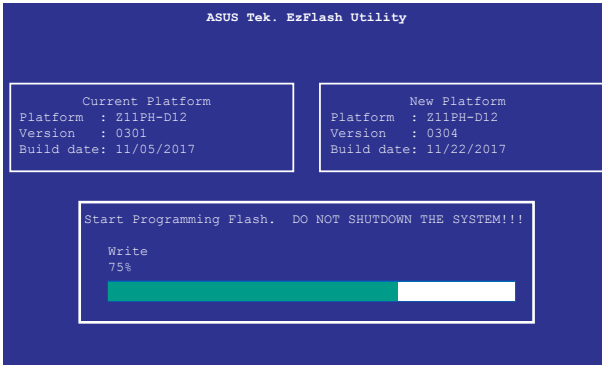 ASUS Tek. EzFlash Utility
Current Platform
Platform : Z11PH-D12
Version : 0301
Build date: 11/05/2017
New Platform
Platform : Z11PH-D12
Version : 0304
Build date: 11/22/2017
Start Programming Flash. DO NOT SHUTDOWN THE SYSTEM!!!
Write
75%